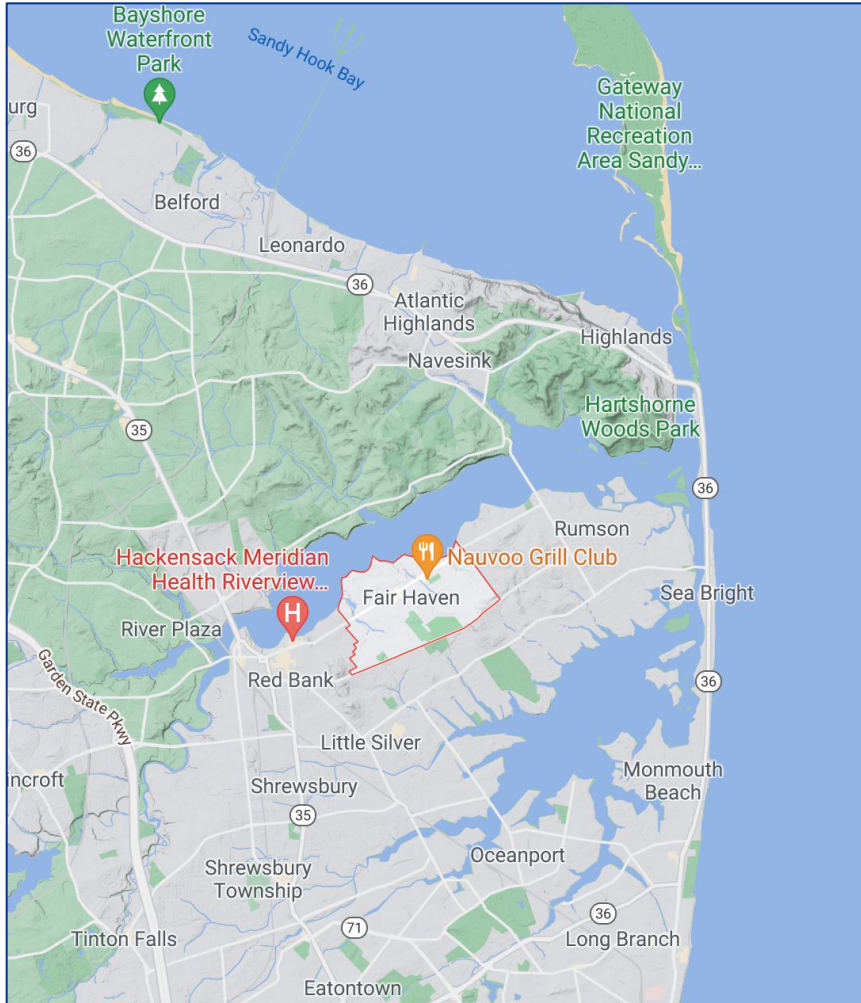 Bayshore
Waterfront
Park
Sandy Hook Bay
Gateway
National
Recreation
Area Sandy...
urg
36
Belford
Leonardo
36
Atlantic
Highlands
Highlands
Navesink
Hartshorne
Woods Park
35
36
Rumson
Hackensack Meridian
Health Riverview...
Nauvoo Grill Club
H
Fair Haven
Sea Bright
River Plaza
Garden State Pkwy
Red Bank
36
Little Silver
incroft
Shrewsbury
Monmouth
Beach
35
Oceanport
Shrewsbury
Township
36
71
Tinton Falls
Long Branch
Eatontown